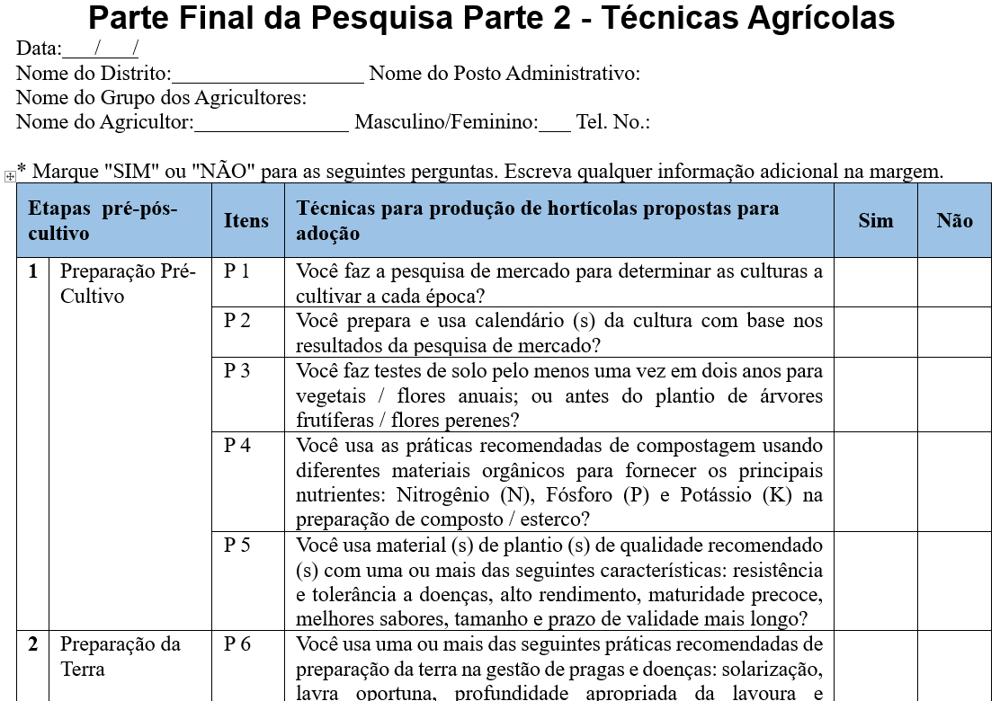 Parte Final da Pesquisa Parte 2 - Técnicas Agrícolas
Data:___/___/
Nome do Distrito:___________________ Nome do Posto Administrativo:
Nome do Grupo dos Agricultores:
Nome do Agricultor:_______________ Masculino/Feminino:___ Tel. No.:
* Marque "SIM" ou "NÃO" para as seguintes perguntas. Escreva qualquer informação adicional na margem.
Etapas pré-pós-
cultivo
Itens
Técnicas para produção de hortícolas propostas para
adoção
Sim
Não
1
Preparação Pré-
Cultivo
P 1
Você faz a pesquisa de mercado para determinar as culturas a
cultivar a cada época?
P 2
Você prepara e usa calendário (s) da cultura com base nos
resultados da pesquisa de mercado?
P 3
Você faz testes de solo pelo menos uma vez em dois anos para
vegetais / flores anuais; ou antes do plantio de árvores
frutíferas / flores perenes?
P 4
Você usa as práticas recomendadas de compostagem usando
diferentes materiais orgânicos para fornecer os principais
nutrientes: Nitrogênio (N), Fósforo (P) e Potássio (K) na
preparação de composto / esterco?
P 5
Você usa material (s) de plantio (s) de qualidade recomendado
(s) com uma ou mais das seguintes características: resistência
e tolerância a doenças, alto rendimento, maturidade precoce,
melhores sabores, tamanho e prazo de validade mais longo?
2
Preparação da
Terra
P 6
Você usa uma ou mais das seguintes práticas recomendadas de
preparação da terra na gestão de pragas e doenças: solarização,
lavra oportuna, profundidade apropriada da lavoura e